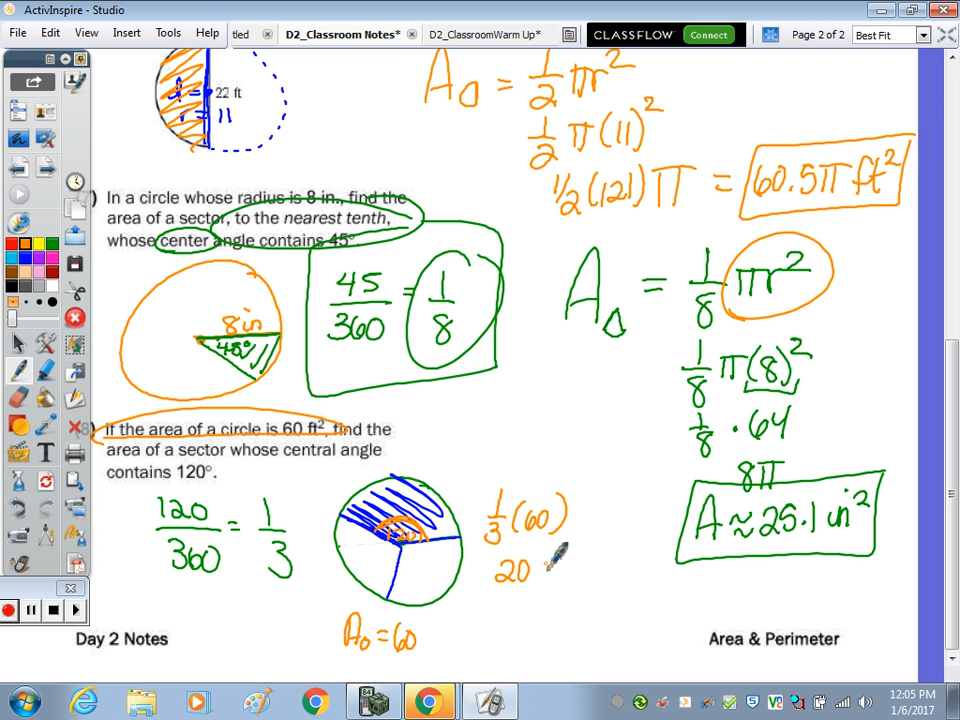 ActivInspire - Studio
File Edit View Insert Tools Help
tled D2_Classroom Notes* D2_ClassroomWarm Up* CLASSFLOW Connect Page 2 of 2 Best Fit
22 ft
r = 11
A = 1/2 πr²
1/2 π(11)²
1/2(121)π = 60.5π ft²
) In a circle whose radius is 8 in., find the
area of a sector, to the nearest tenth,
whose center angle contains 45°.
8in
45°
45/360 = 1/8
A = 1/8 πr²
1/8 π(8)²
1/8 · 64
8π
A ≈ 25.1 in²
) If the area of a circle is 60 ft², find the
area of a sector whose central angle
contains 120°.
120/360 = 1/3
120
1/3 (60)
20
A = 60
Day 2 Notes Area & Perimeter
12:05 PM
1/6/2017